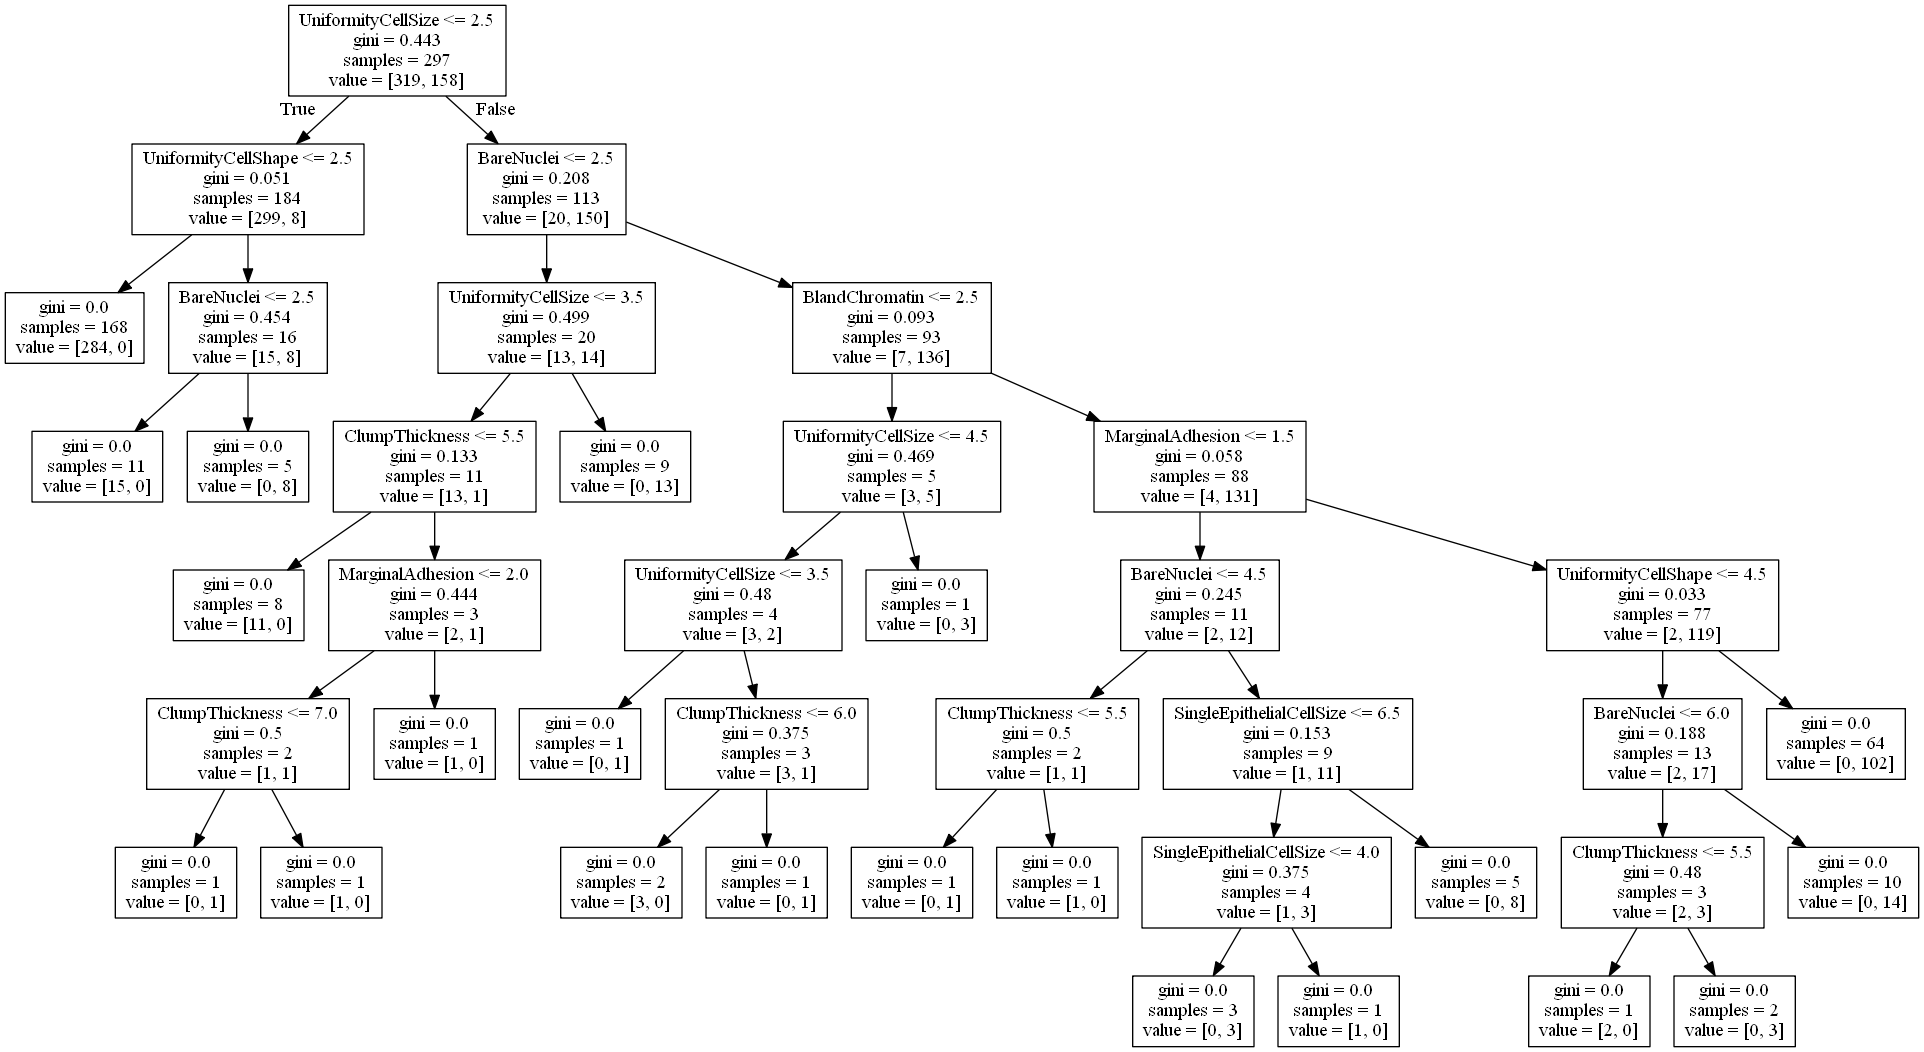 UniformityCellSize <= 2.5
gini = 0.443
samples = 297
value = [319, 158]
True
False
UniformityCellShape <= 2.5
gini = 0.051
samples = 184
value = [299, 8]
BareNuclei <= 2.5
gini = 0.208
samples = 113
value = [20, 150]
gini = 0.0
samples = 168
value = [284, 0]
BareNuclei <= 2.5
gini = 0.454
samples = 16
value = [15, 8]
UniformityCellSize <= 3.5
gini = 0.499
samples = 20
value = [13, 14]
BlandChromatin <= 2.5
gini = 0.093
samples = 93
value = [7, 136]
gini = 0.0
samples = 11
value = [15, 0]
gini = 0.0
samples = 5
value = [0, 8]
ClumpThickness <= 5.5
gini = 0.133
samples = 11
value = [13, 1]
gini = 0.0
samples = 9
value = [0, 13]
UniformityCellSize <= 4.5
gini = 0.469
samples = 5
value = [3, 5]
MarginalAdhesion <= 1.5
gini = 0.058
samples = 88
value = [4, 131]
gini = 0.0
samples = 8
value = [11, 0]
MarginalAdhesion <= 2.0
gini = 0.444
samples = 3
value = [2, 1]
UniformityCellSize <= 3.5
gini = 0.48
samples = 4
value = [3, 2]
gini = 0.0
samples = 1
value = [0, 3]
BareNuclei <= 4.5
gini = 0.245
samples = 11
value = [2, 12]
UniformityCellShape <= 4.5
gini = 0.033
samples = 77
value = [2, 119]
ClumpThickness <= 7.0
gini = 0.5
samples = 2
value = [1, 1]
gini = 0.0
samples = 1
value = [1, 0]
gini = 0.0
samples = 1
value = [0, 1]
ClumpThickness <= 6.0
gini = 0.375
samples = 3
value = [3, 1]
ClumpThickness <= 5.5
gini = 0.5
samples = 2
value = [1, 1]
SingleEpithelialCellSize <= 6.5
gini = 0.153
samples = 9
value = [1, 11]
BareNuclei <= 6.0
gini = 0.188
samples = 13
value = [2, 17]
gini = 0.0
samples = 64
value = [0, 102]
gini = 0.0
samples = 1
value = [0, 1]
gini = 0.0
samples = 1
value = [1, 0]
gini = 0.0
samples = 2
value = [3, 0]
gini = 0.0
samples = 1
value = [0, 1]
gini = 0.0
samples = 1
value = [0, 1]
gini = 0.0
samples = 1
value = [1, 0]
SingleEpithelialCellSize <= 4.0
gini = 0.375
samples = 4
value = [1, 3]
gini = 0.0
samples = 5
value = [0, 8]
ClumpThickness <= 5.5
gini = 0.48
samples = 3
value = [2, 3]
gini = 0.0
samples = 10
value = [0, 14]
gini = 0.0
samples = 3
value = [0, 3]
gini = 0.0
samples = 1
value = [1, 0]
gini = 0.0
samples = 1
value = [2, 0]
gini = 0.0
samples = 2
value = [0, 3]